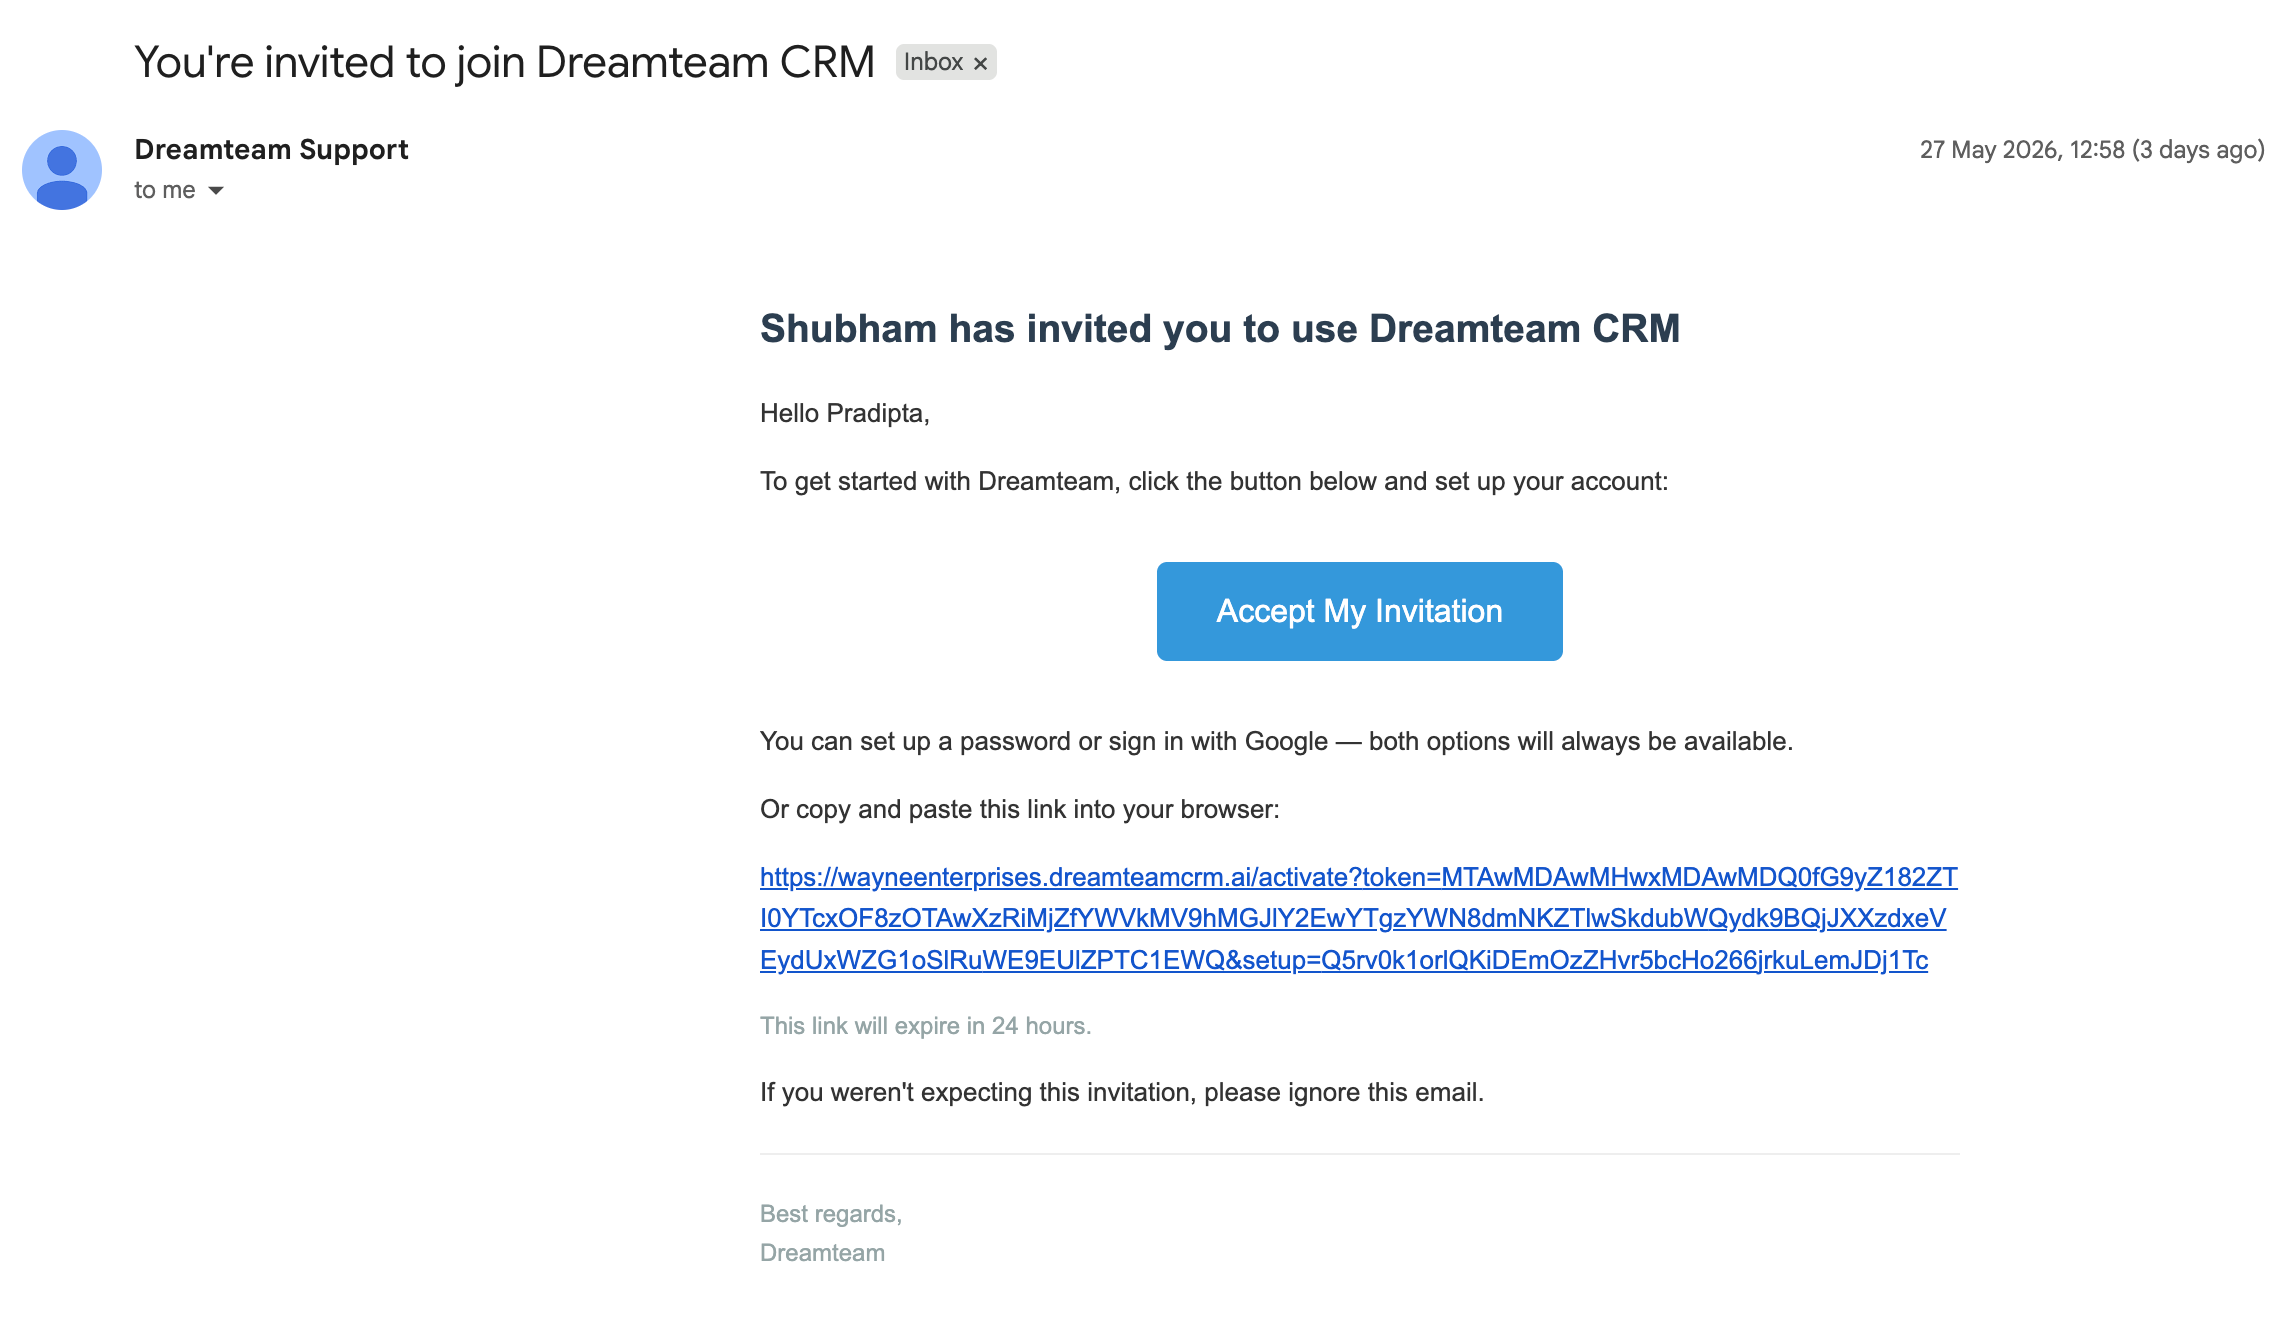 You're invited to join Dreamteam CRM Inbox ×
Dreamteam Support
27 May 2026, 12:58 (3 days ago)
to me
Shubham has invited you to use Dreamteam CRM
Hello Pradipta,
To get started with Dreamteam, click the button below and set up your account:
Accept My Invitation
You can set up a password or sign in with Google — both options will always be available.
Or copy and paste this link into your browser:
https://wayneenterprises.dreamteamcrm.ai/activate?token=MTAwMDAwMHwxMDAwMDQ0fG9yZ182ZT
I0YTcxOF8zOTAwXzRiMjZfYWVkMV9hMGJlY2EwYTgzYWN8dmNKZTlwSkdubWQydk9BQjJXXzdxeV
EydUxWZG1oSlRuWE9EUlZPTC1EWQ&setup=Q5rv0k1orlQKiDEmOzZHvr5bcHo266jrkuLemJDj1Tc
This link will expire in 24 hours.
If you weren't expecting this invitation, please ignore this email.
Best regards,
Dreamteam